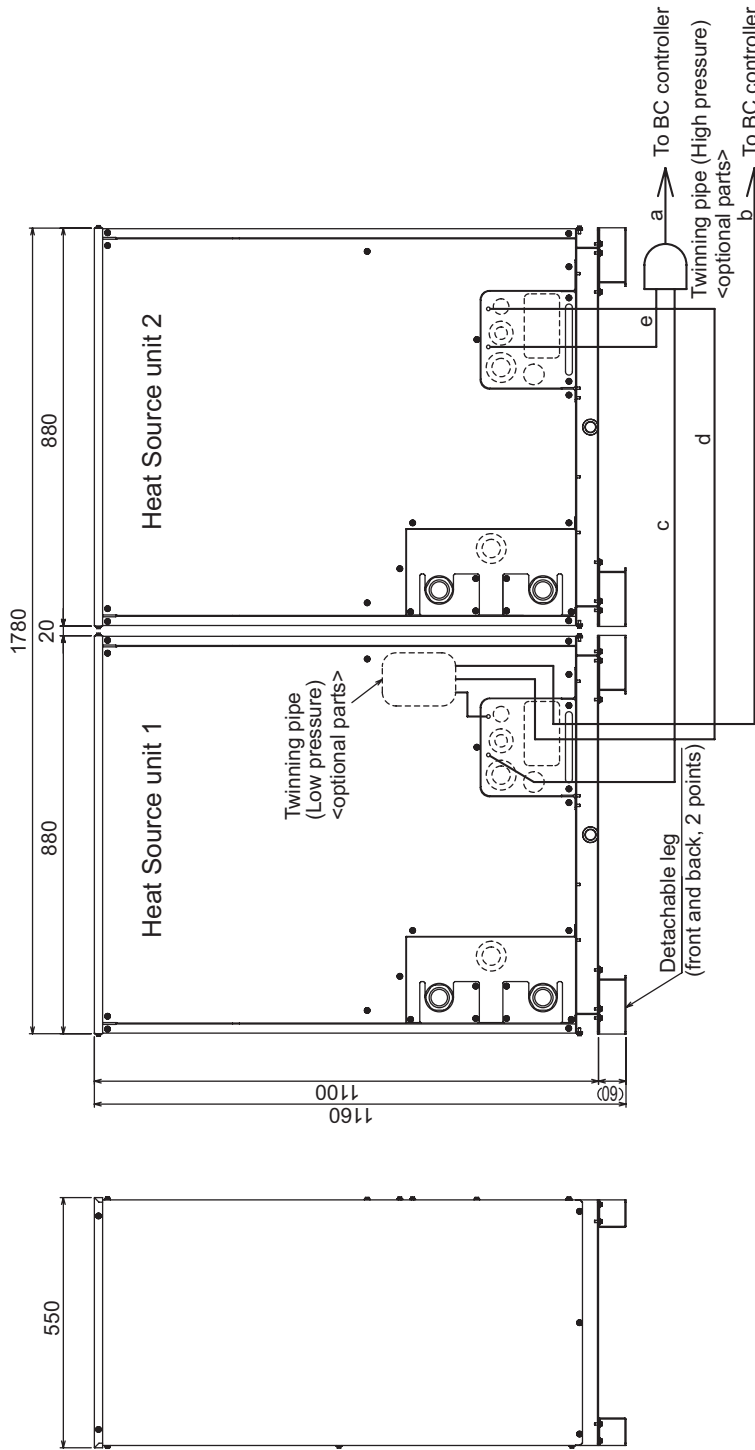 1780
880
20
880
Heat Source unit 1
Heat Source unit 2
Twinning pipe
(Low pressure)
<optional parts>
1160
1100
(60)
550
Detachable leg
(front and back, 2 points)
c
d
e
a
To BC controller
Twinning pipe (High pressure)
<optional parts>
b
To BC controller